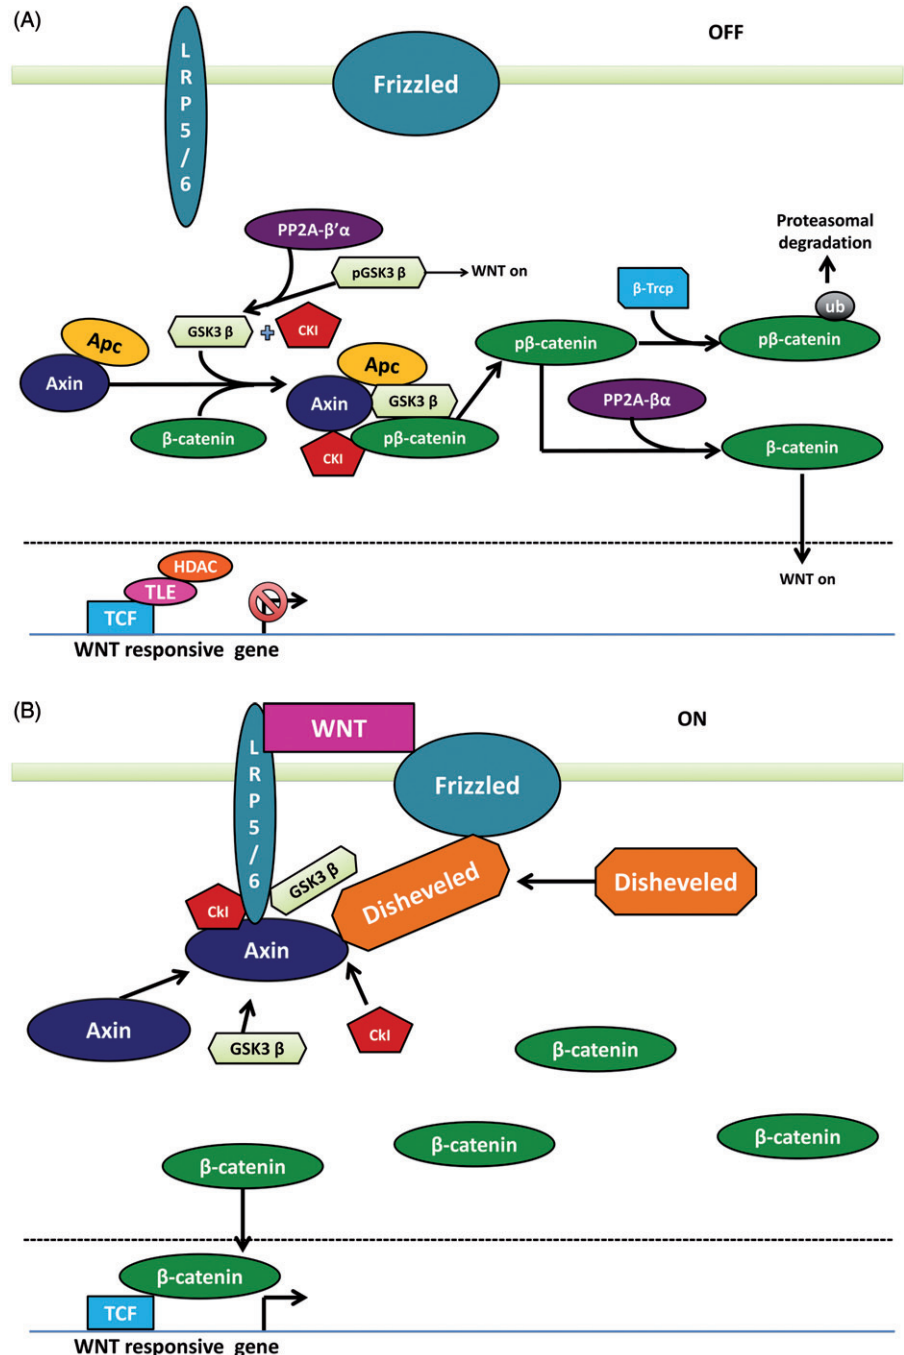 (A)
OFF
L
R
P
5
/
6
Frizzled
PP2A-β’α
pGSK3 β
WNT on
Proteasomal
degradation
β-Trcp
ub
GSK3 β
CKI
Apc
Axin
β-catenin
Apc
Axin
GSK3 β
pβ-catenin
CKI
pβ-catenin
pβ-catenin
PP2A-βα
β-catenin
WNT on
HDAC
TLE
TCF
WNT responsive gene
(B)
ON
WNT
L
R
P
5
/
6
Frizzled
GSK3 β
CkI
Disheveled
Disheveled
Axin
Axin
GSK3 β
CkI
β-catenin
β-catenin
β-catenin
β-catenin
β-catenin
TCF
WNT responsive gene